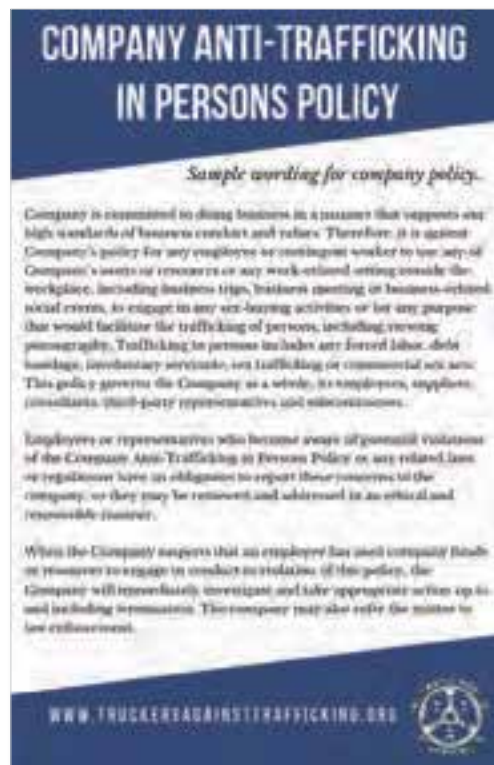 COMPANY ANTI-TRAFFICKING
IN PERSONS POLICY
Sample wording for company policy.
Company is committed to doing business in a manner that supports our
high standards of business conduct and values. Therefore, it is against
Company's policy for any employee or contingent worker to use any of
Company's assets or resources or any work-related setting outside the
workplace, including business trips, business meeting or business-related
social events, to engage in any sex-buying activities or for any purpose
that would facilitate the trafficking of persons, including viewing
pornography. Trafficking in persons includes any forced labor, debt
bondage, involuntary servitude, sex trafficking or commercial sex acts.
This policy governs the Company as a whole, its employees, suppliers,
consultants, third-party representatives and subcontractors.
Employees or representatives who become aware of potential violations
of the Company Anti-Trafficking in Persons Policy or any related laws
or regulations have an obligation to report these concerns to the
company, so they may be reviewed and addressed in an ethical and
responsible manner.
When the Company suspects that an employee has used company funds
or resources to engage in conduct in violation of this policy, the
Company will immediately investigate and take appropriate action up to
and including termination. The company may also refer the matter to
law enforcement.
WWW.TRUCKERSAGAINSTTRAFFICKING.ORG